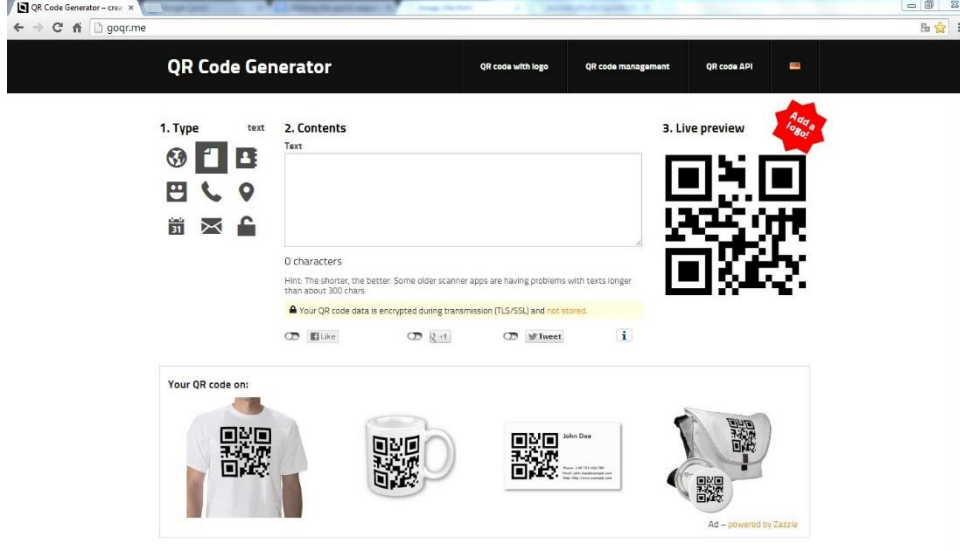 QR Code Generator – crea
goqr.me
QR Code Generator
QR code with logo
QR code management
QR code API
1. Type
text
2. Contents
Text
3. Live preview
Add a
logo!
31
0 characters
Hint: The shorter, the better. Some older scanner apps are having problems with texts longer
than about 300 chars.
Your QR code data is encrypted during transmission (TLS/SSL) and not stored.
Like
+1
Tweet
i
Your QR code on:
John Doe
Ad – powered by Zazzle